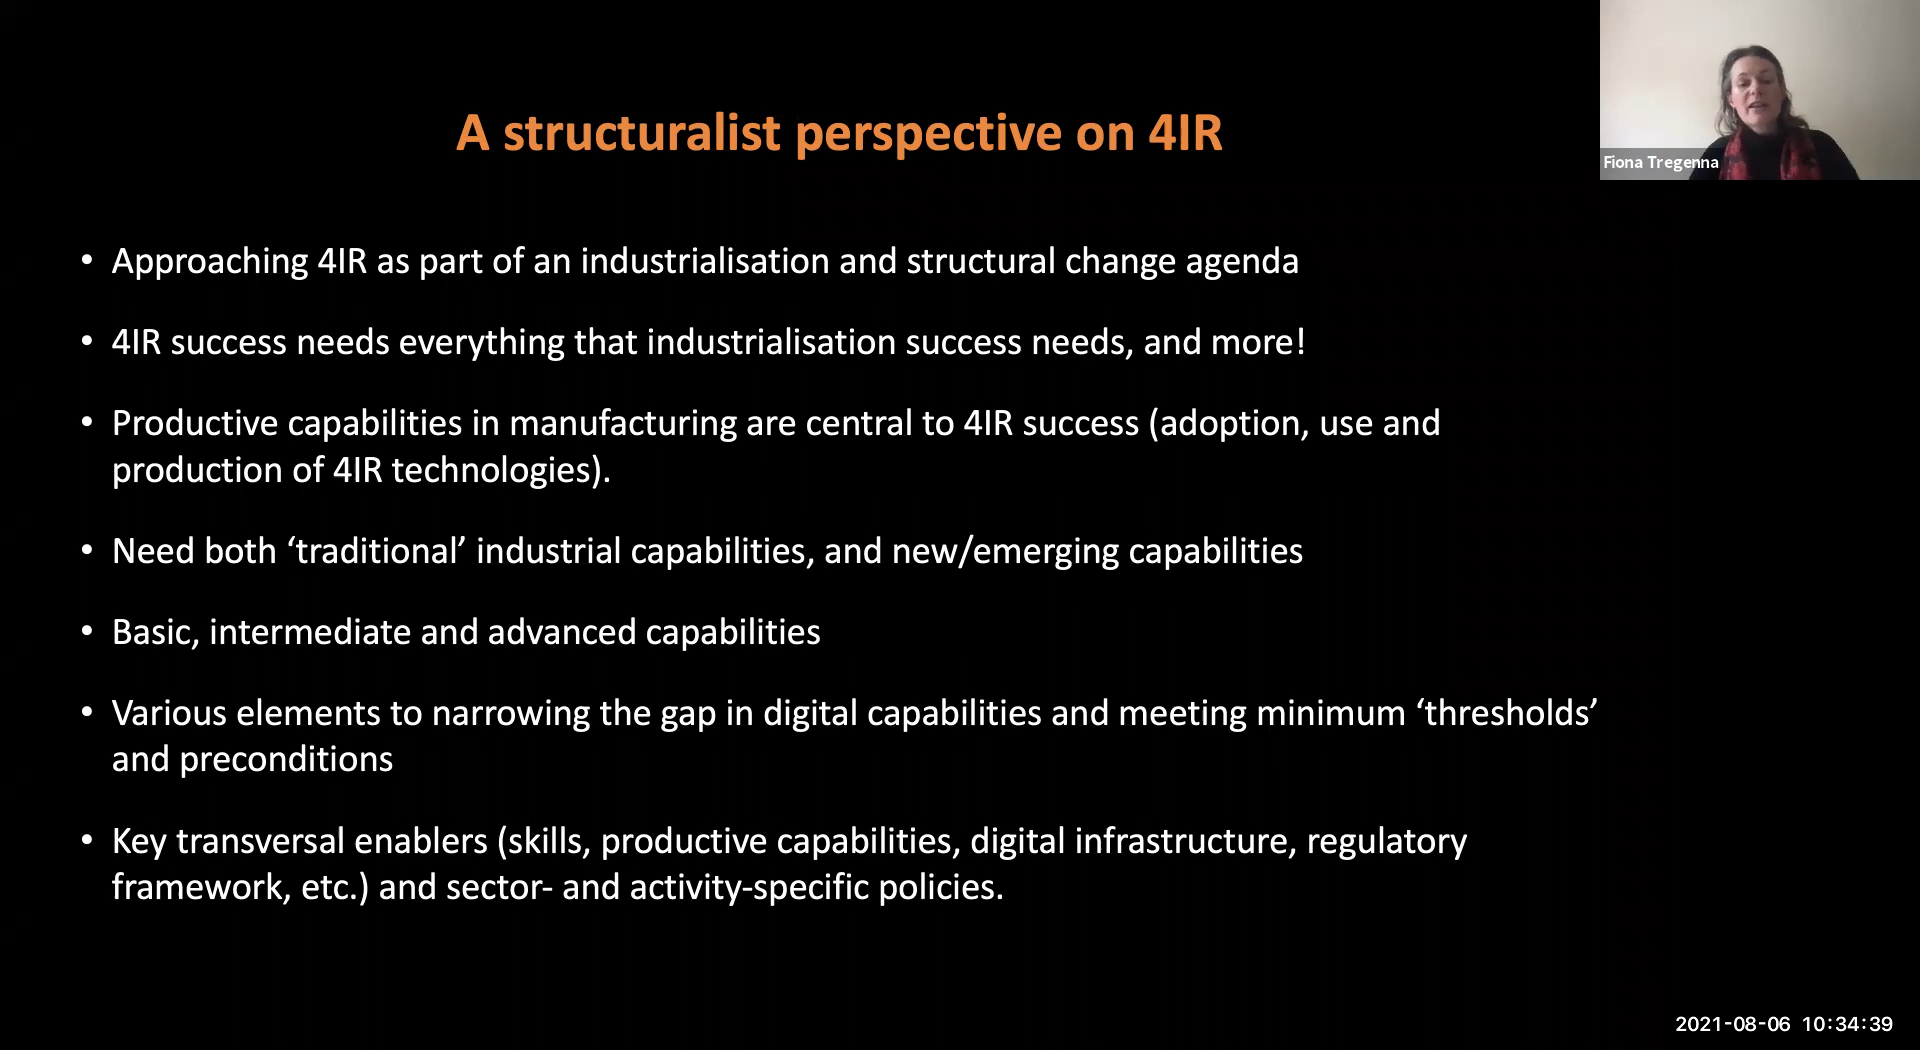 A structuralist perspective on 4IR
Fiona Tregenna
• Approaching 4IR as part of an industrialisation and structural change agenda
• 4IR success needs everything that industrialisation success needs, and more!
• Productive capabilities in manufacturing are central to 4IR success (adoption, use and
production of 4IR technologies).
• Need both ‘traditional’ industrial capabilities, and new/emerging capabilities
• Basic, intermediate and advanced capabilities
• Various elements to narrowing the gap in digital capabilities and meeting minimum ‘thresholds’
and preconditions
• Key transversal enablers (skills, productive capabilities, digital infrastructure, regulatory
framework, etc.) and sector- and activity-specific policies.
2021-08-06 10:34:39